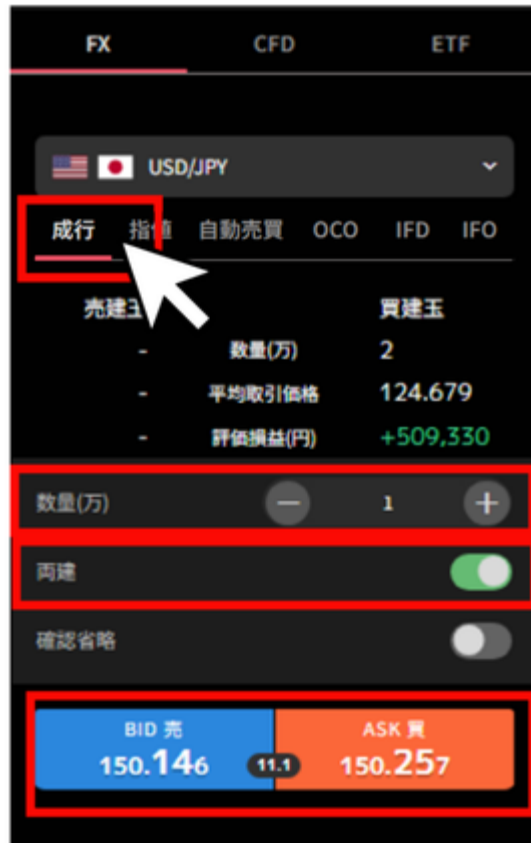 FX CFD ETF
USD/JPY
成行 指値 自動売買 OCO IFD IFO
売建玉 買建玉
- 数量(万) 2
- 平均取引価格 124.679
- 評価損益(円) +509,330
数量(万) 1
両建
確認省略
BID 売 ASK 買
150.146 11.1 150.257